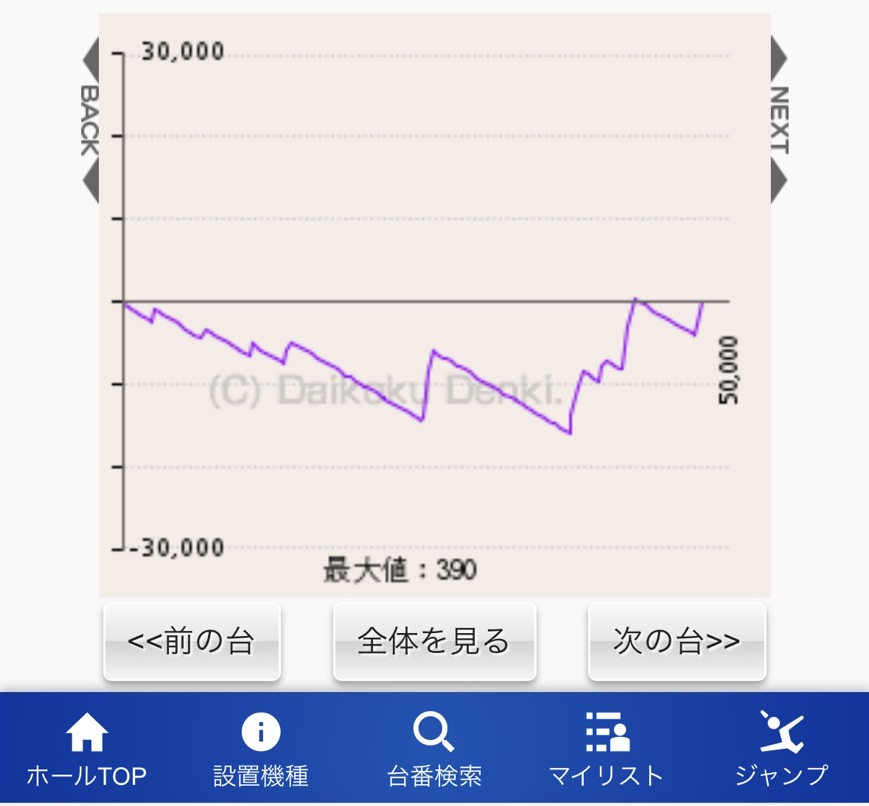 30,000
BACK
NEXT
50,000
(C) Daikoku Denki.
-30,000
最大値：390
<<前の台
全体を見る
次の台>>
ホールTOP
設置機種
台番検索
マイリスト
ジャンプ